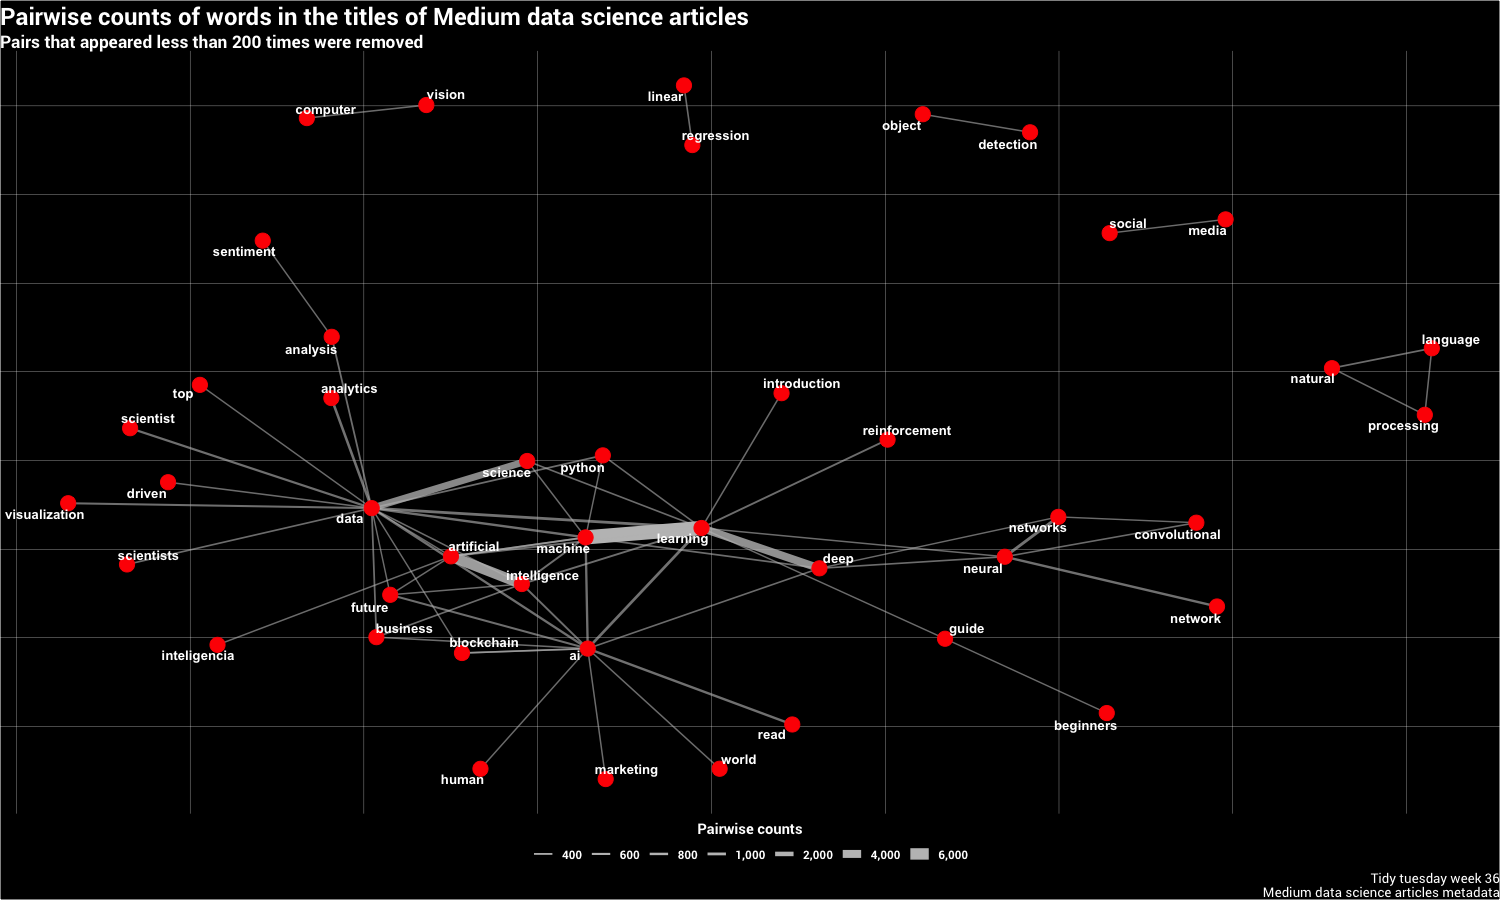 Pairwise counts of words in the titles of Medium data science articles
Pairs that appeared less than 200 times were removed
vision
computer
linear
regression
object
detection
social
media
sentiment
analysis
language
natural
processing
top
analytics
introduction
scientist
reinforcement
science
python
driven
visualization
data
networks
convolutional
learning
machine
artificial
scientists
deep
neural
intelligence
future
network
business
guide
blockchain
inteligencia
ai
beginners
read
world
marketing
human
Pairwise counts
400 600 800 1,000 2,000 4,000 6,000
Tidy tuesday week 36
Medium data science articles metadata